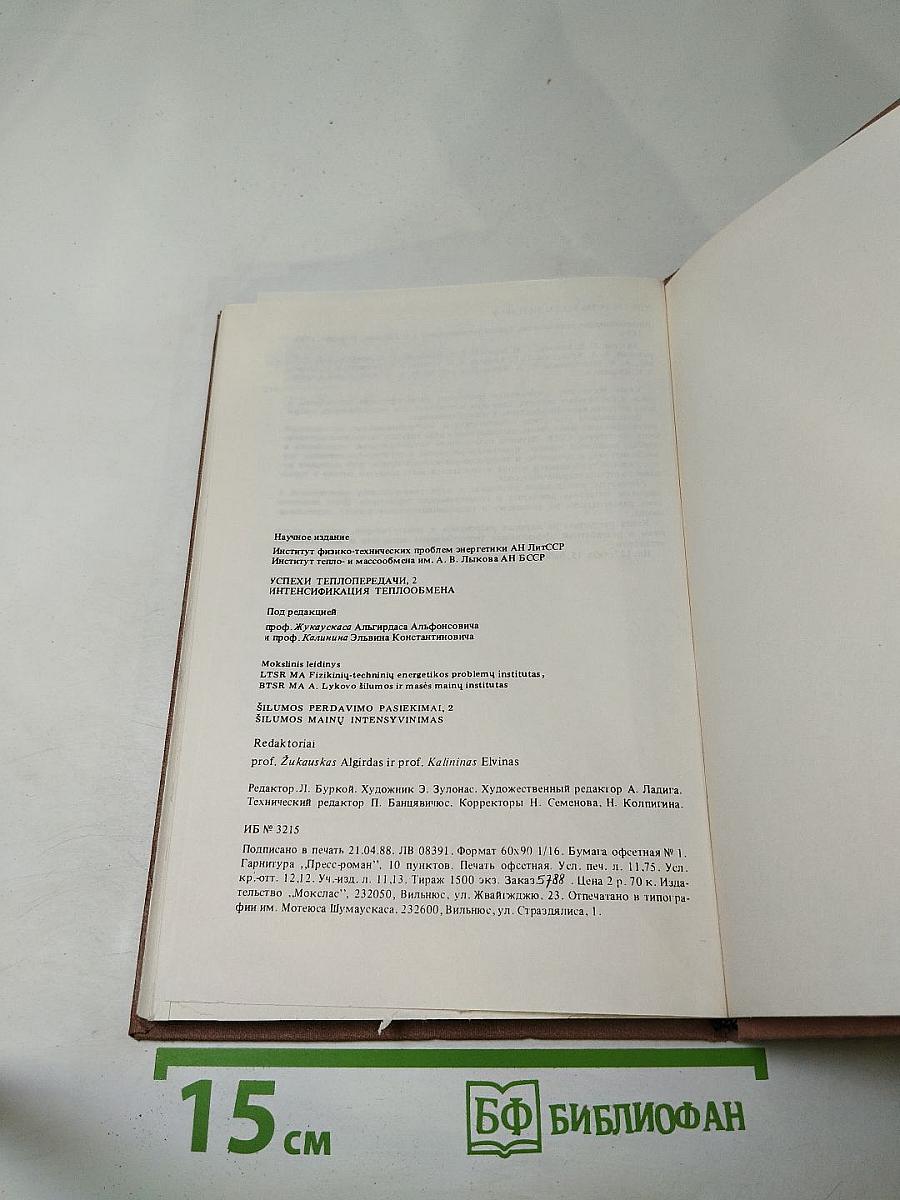 Научное издание
Институт физико-технических проблем энергетики АН ЛитССР
Институт тепло- и массообмена им. А. В. Лыкова АН БССР
УСПЕХИ ТЕПЛОПЕРЕДАЧИ, 2
ИНТЕНСИФИКАЦИЯ ТЕПЛООБМЕНА
Под редакцией
проф. Жукаускаса Альгирдаса Альфонсовича
и проф. Калинина Эльвина Константиновича
Mokslinis leidinys
LTSR MA Fizikinių-techninių energetikos problemų institutas,
BTSR MA A. Lykovo šilumos ir masės mainų institutas
ŠILUMOS PERDAVIMO PASIEKIMAI, 2
ŠILUMOS MAINŲ INTENSYVINIMAS
Redaktoriai
prof. Žukauskas Algirdas ir prof. Kalininas Elvinas
Редактор Л. Буркой. Художник Э. Зулонас. Художественный редактор А. Ладига.
Технический редактор П. Банцявичюс. Корректоры Н. Семенова, Н. Колпигина.
ИБ № 3215
Подписано в печать 21.04.88. ЛВ 08391. Формат 60х90 1/16. Бумага офсетная № 1.
Гарнитура „Пресс-роман”, 10 пунктов. Печать офсетная. Усл. печ. л. 11,75. Усл.
кр.-отт. 12,12. Уч.-изд. л. 11,13. Тираж 1500 экз. Заказ 5788 . Цена 2 р. 70 к. Изда-
тельство „Мокслас”, 232050, Вильнюс, ул. Жвайгжджю, 23. Отпечатано в типогра-
фии им. Мотеюса Шумаускаса, 232600, Вильнюс, ул. Страздялиса, 1.
15 см
БФ БИБЛИОФАН